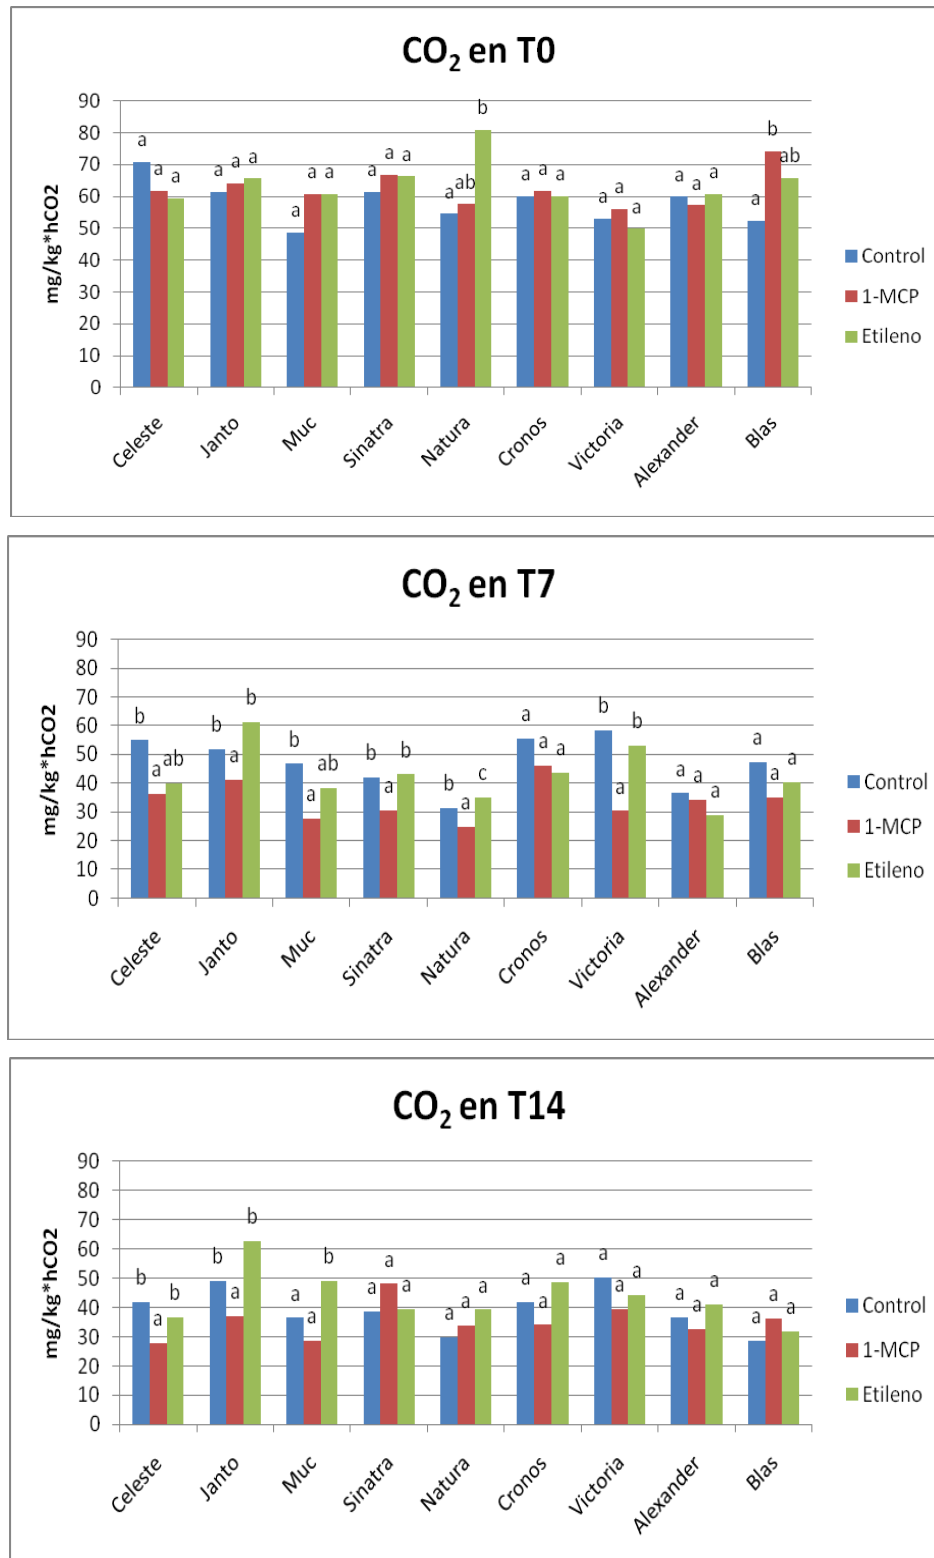 CO₂ en T0
mg/kg*hCO2
90
80
70
60
50
40
30
20
10
0
a a a a a a a a a a a a a ab b a a a a a a a a a a b ab
Celeste Janto Muc Sinatra Natura Cronos Victoria Alexander Blas
Control
1-MCP
Etileno
CO₂ en T7
mg/kg*hCO2
90
80
70
60
50
40
30
20
10
0
b a ab b a b b a ab b a b b a c a a a b a b a a a a a a
Celeste Janto Muc Sinatra Natura Cronos Victoria Alexander Blas
Control
1-MCP
Etileno
CO₂ en T14
mg/kg*hCO2
90
80
70
60
50
40
30
20
10
0
b a b b a b a a b a a a a a a a a a a a a a a a a a a
Celeste Janto Muc Sinatra Natura Cronos Victoria Alexander Blas
Control
1-MCP
Etileno